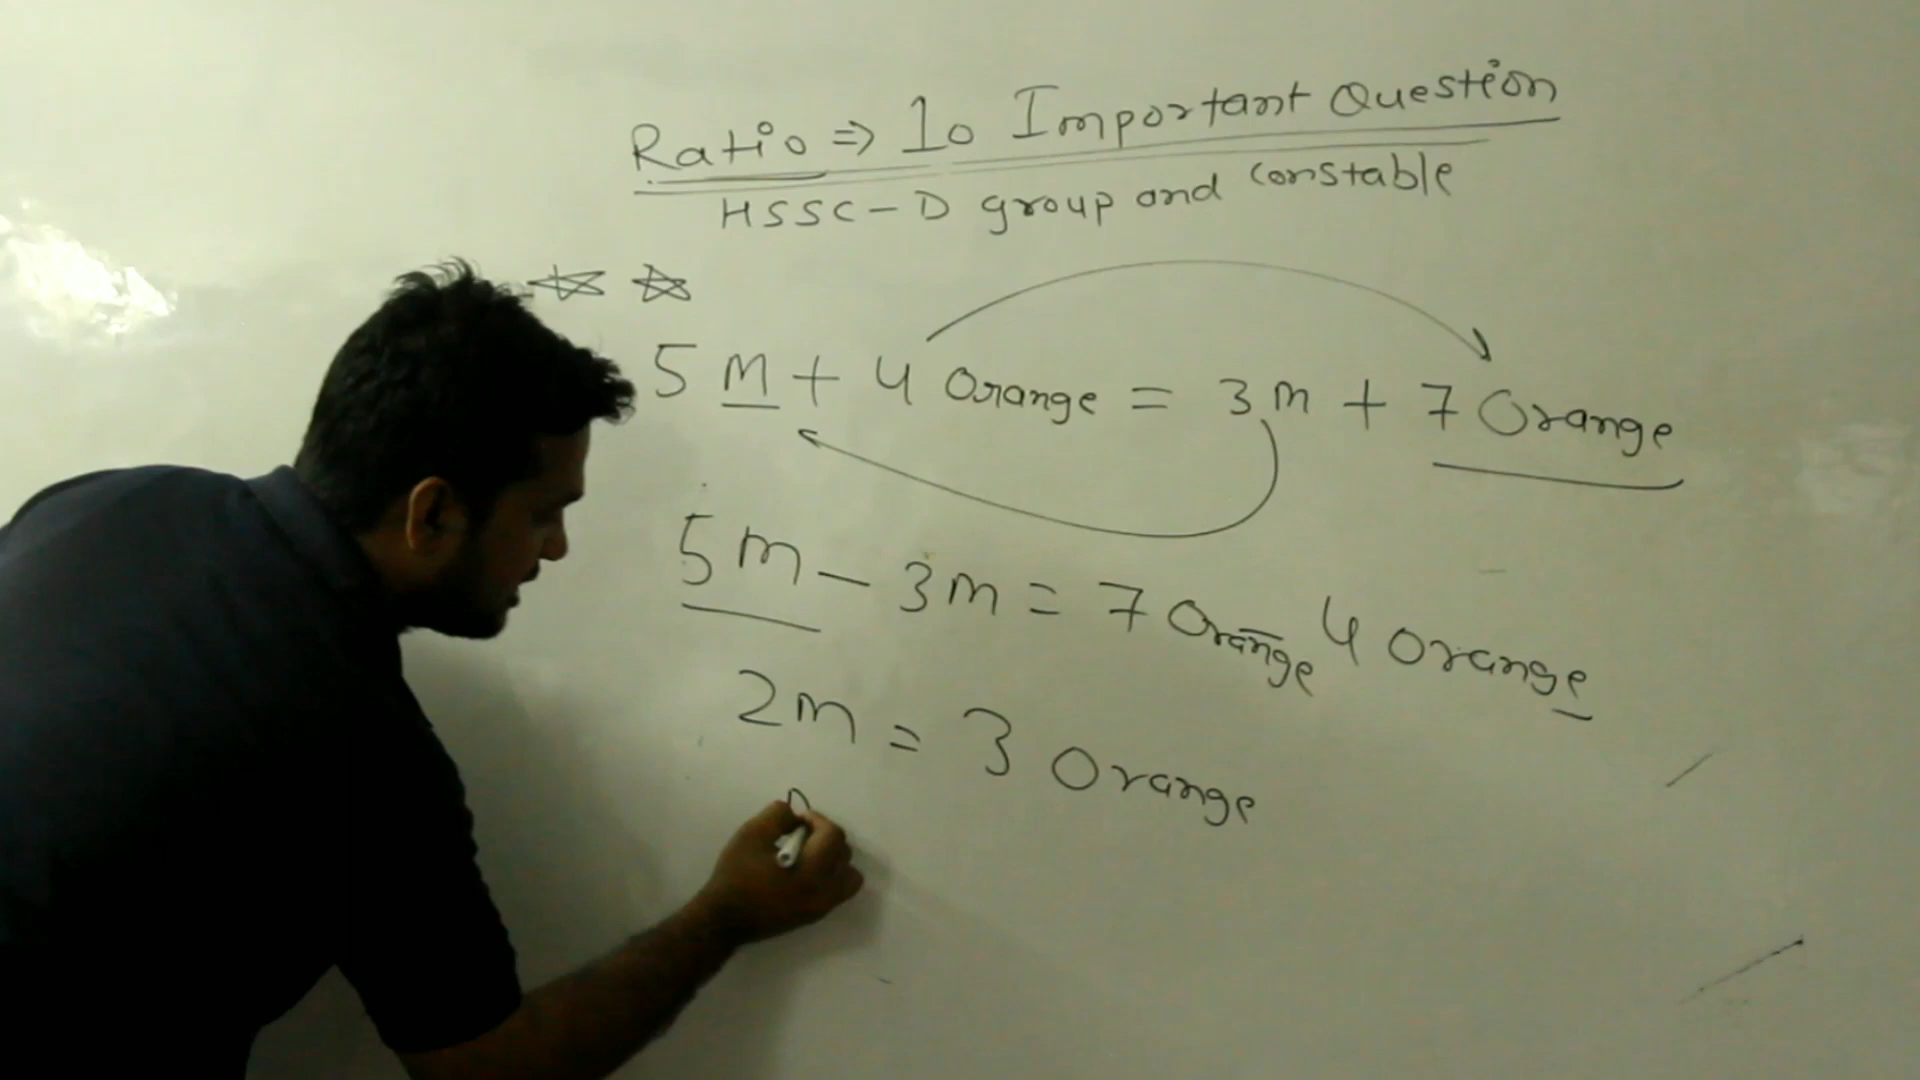 Ratio ⇒ 10 Important Question
HSSC - D group and constable
5 m + 4 Orange = 3m + 7 Orange
5m - 3m = 7 Orange - 4 Orange
2m = 3 Orange